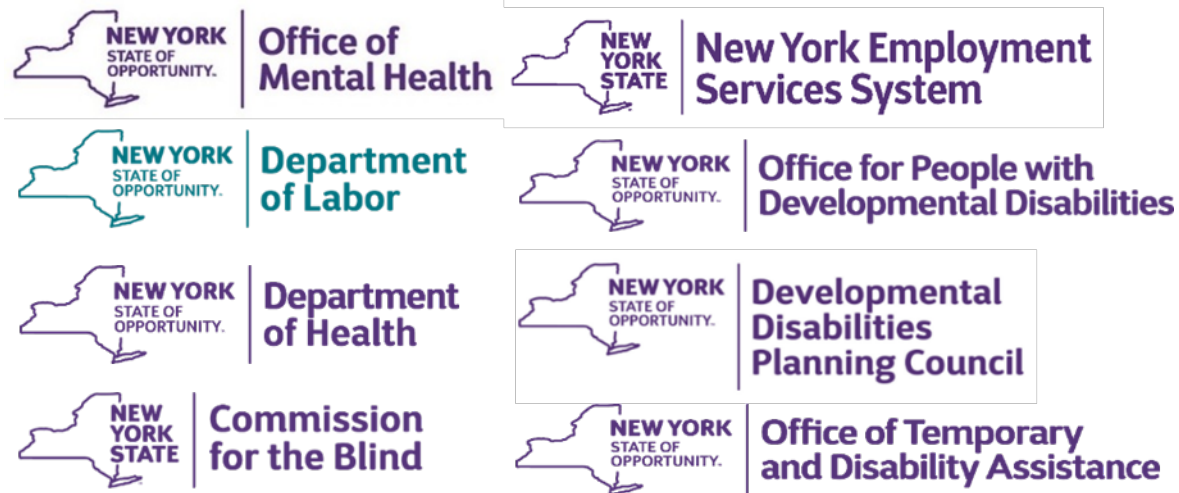 NEW YORK
STATE OF
OPPORTUNITY.
Office of
Mental Health
NEW
YORK
STATE
New York Employment
Services System
NEW YORK
STATE OF
OPPORTUNITY.
Department
of Labor
NEW YORK
STATE OF
OPPORTUNITY.
Office for People with
Developmental Disabilities
NEW YORK
STATE OF
OPPORTUNITY.
Department
of Health
NEW YORK
STATE OF
OPPORTUNITY.
Developmental
Disabilities
Planning Council
NEW
YORK
STATE
Commission
for the Blind
NEW YORK
STATE OF
OPPORTUNITY.
Office of Temporary
and Disability Assistance